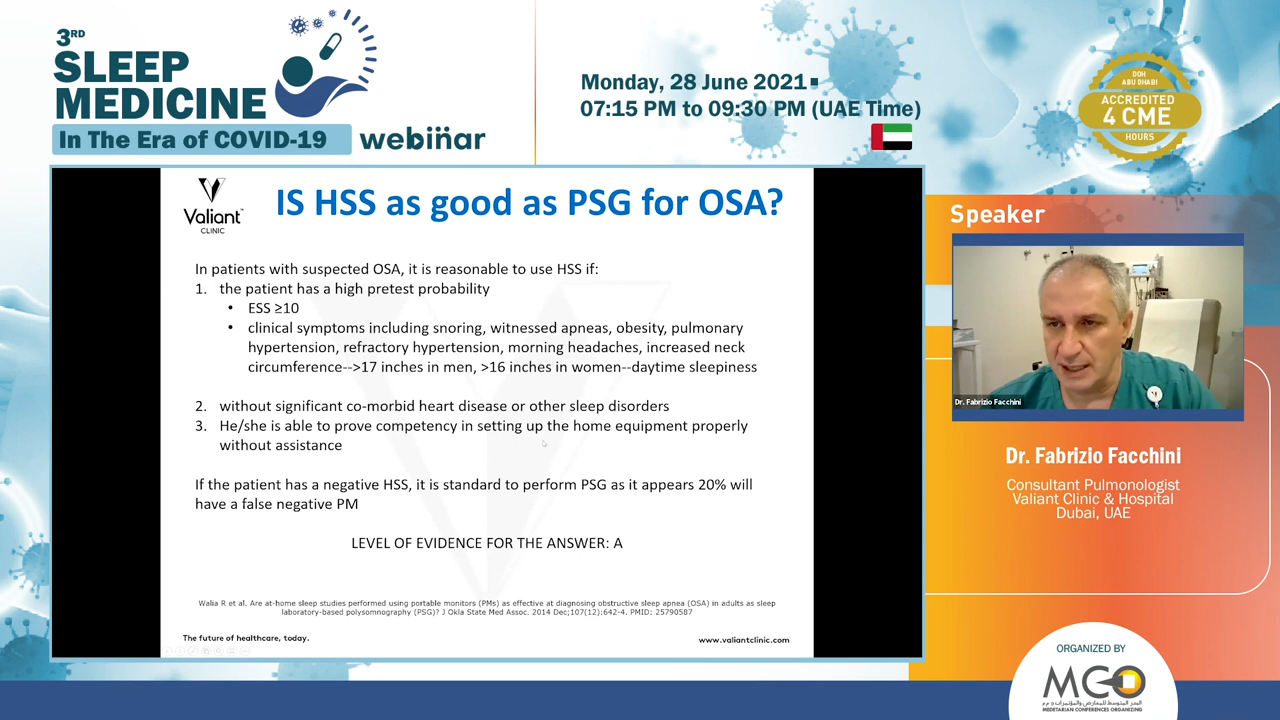 3RD
SLEEP
MEDICINE
In The Era of COVID-19
webinar
Monday, 28 June 2021
07:15 PM to 09:30 PM (UAE Time)
DOH
ABU DHABI
ACCREDITED
4 CME
HOURS
Valiant™
CLINIC
IS HSS as good as PSG for OSA?
In patients with suspected OSA, it is reasonable to use HSS if:
1. the patient has a high pretest probability
• ESS ≥10
• clinical symptoms including snoring, witnessed apneas, obesity, pulmonary
hypertension, refractory hypertension, morning headaches, increased neck
circumference-->17 inches in men, >16 inches in women--daytime sleepiness
2. without significant co-morbid heart disease or other sleep disorders
3. He/she is able to prove competency in setting up the home equipment properly
without assistance
If the patient has a negative HSS, it is standard to perform PSG as it appears 20% will
have a false negative PM
LEVEL OF EVIDENCE FOR THE ANSWER: A
Walia R et al. Are at-home sleep studies performed using portable monitors (PMs) as effective at diagnosing obstructive sleep apnea (OSA) in adults as sleep
laboratory-based polysomnography (PSG)? J Okla State Med Assoc. 2014 Dec;107(12):642-4. PMID: 25790587
The future of healthcare, today.
www.valiantclinic.com
Speaker
Dr. Fabrizio Facchini
Dr. Fabrizio Facchini
Consultant Pulmonologist
Valiant Clinic & Hospital
Dubai, UAE
ORGANIZED BY
MCO
البحر المتوسط للمعارض والمؤتمرات ذ م م
MEDETARIAN CONFERENCES ORGANIZING